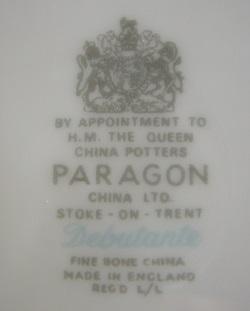 BY APPOINTMENT TO
H.M. THE QUEEN
CHINA POTTERS
PARAGON
CHINA LTD.
STOKE-ON-TRENT
Debutante
FINE BONE CHINA
MADE IN ENGLAND
REGD L/L